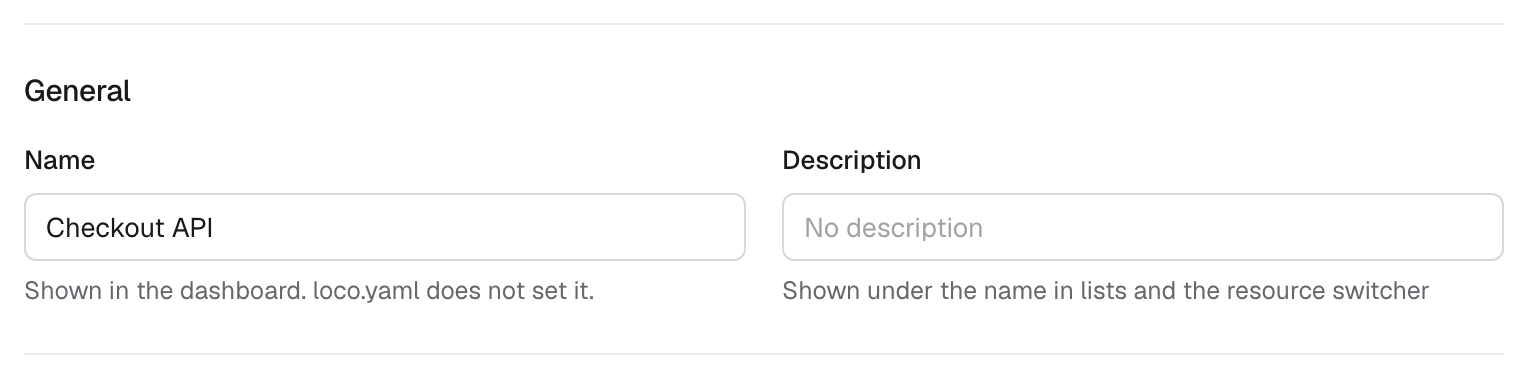 General
Name
Description
Checkout API
No description
Shown in the dashboard. loco.yaml does not set it.
Shown under the name in lists and the resource switcher